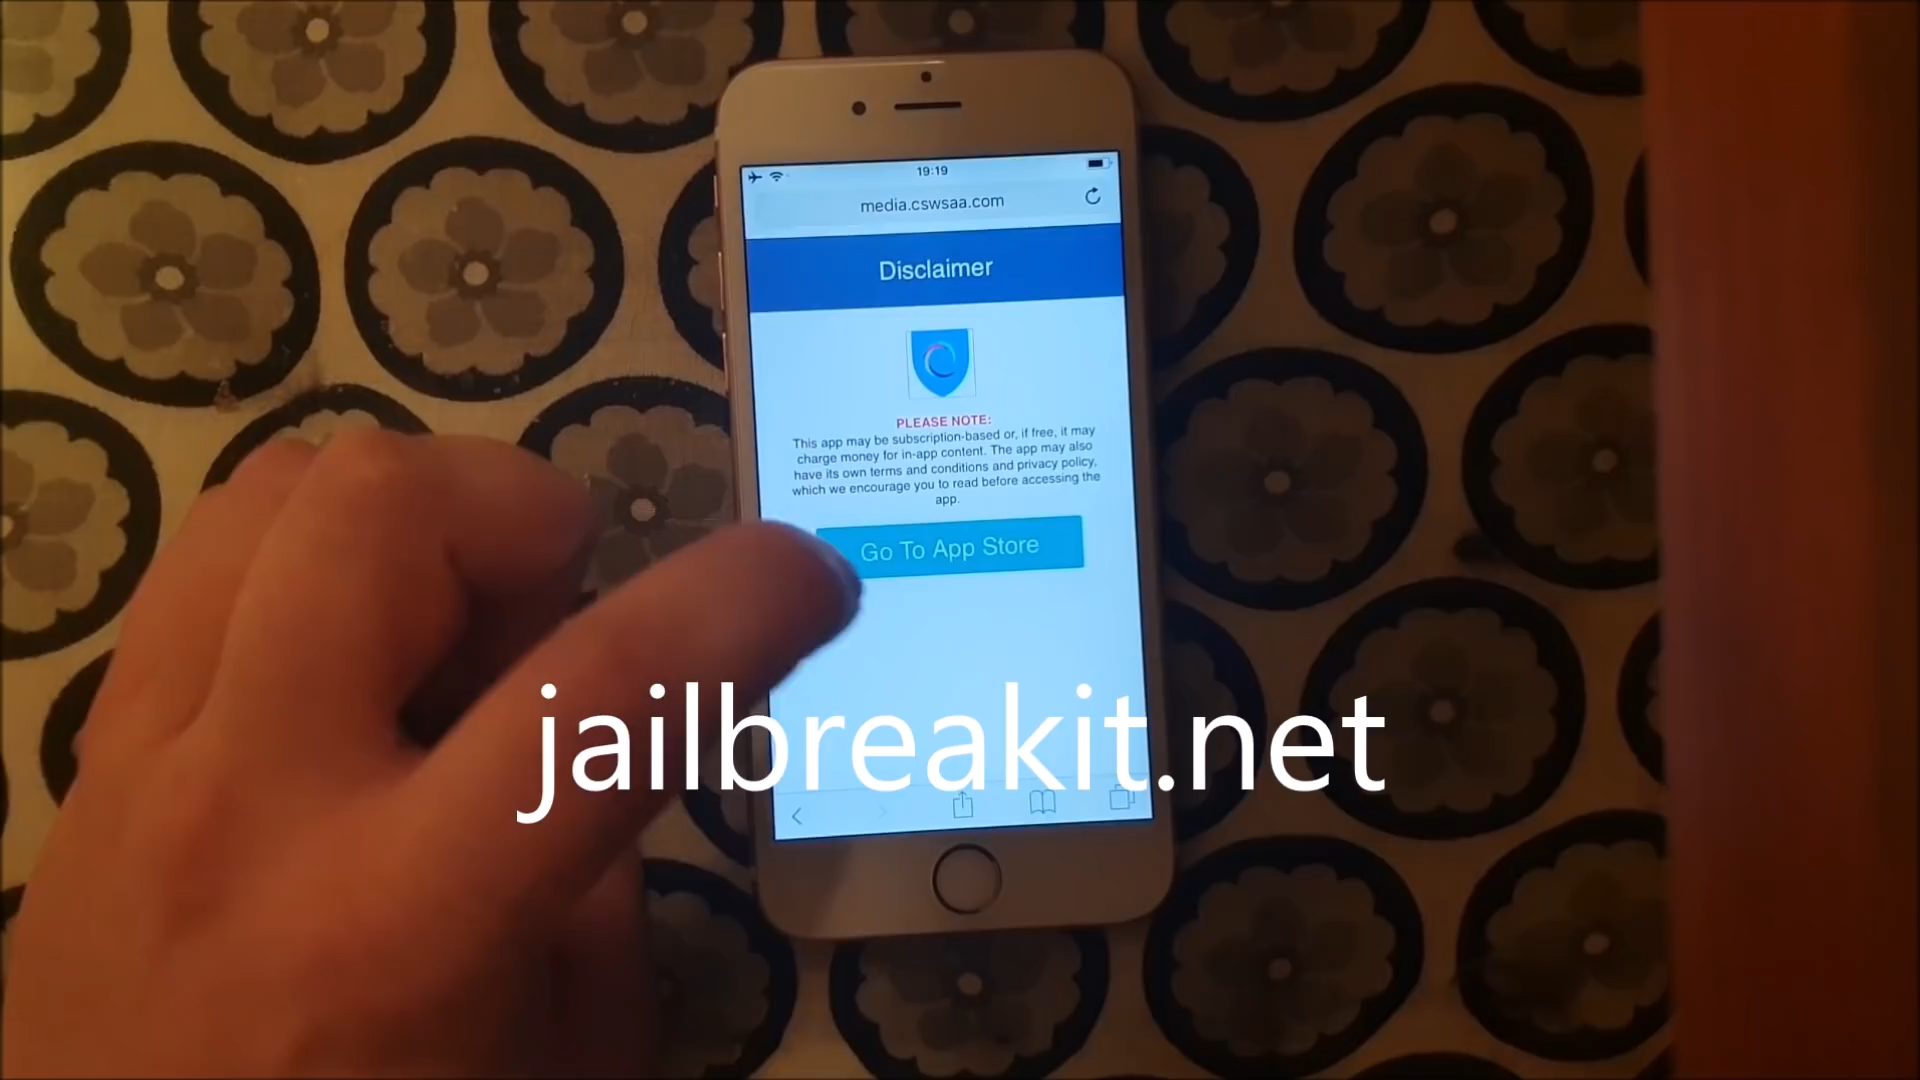 19:19
media.cswsaa.com
Disclaimer
PLEASE NOTE:
This app may be subscription-based or, if free, it may
charge money for in-app content. The app may also
have its own terms and conditions and privacy policy,
which we encourage you to read before accessing the
app.
Go To App Store
jailbreakit.net